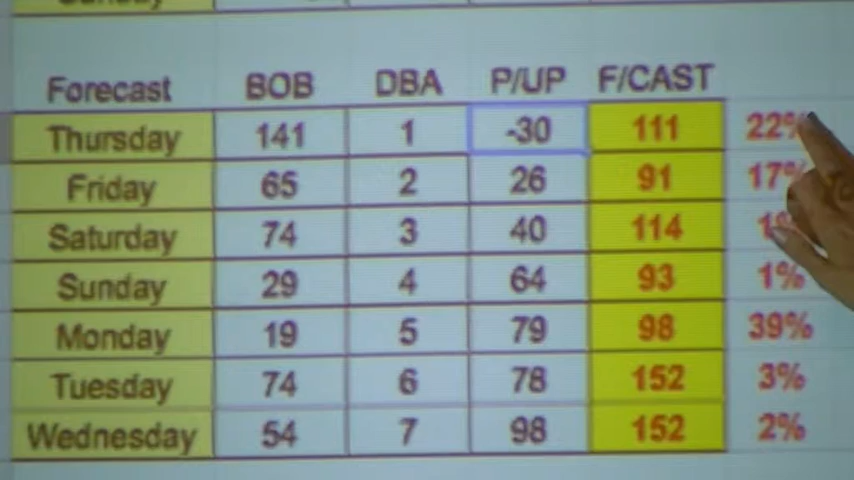 Forecast BOB DBA P/UP F/CAST
Thursday 141 1 -30 111 22%
Friday 65 2 26 91 17%
Saturday 74 3 40 114
Sunday 29 4 64 93 1%
Monday 19 5 79 98 39%
Tuesday 74 6 78 152 3%
Wednesday 54 7 98 152 2%